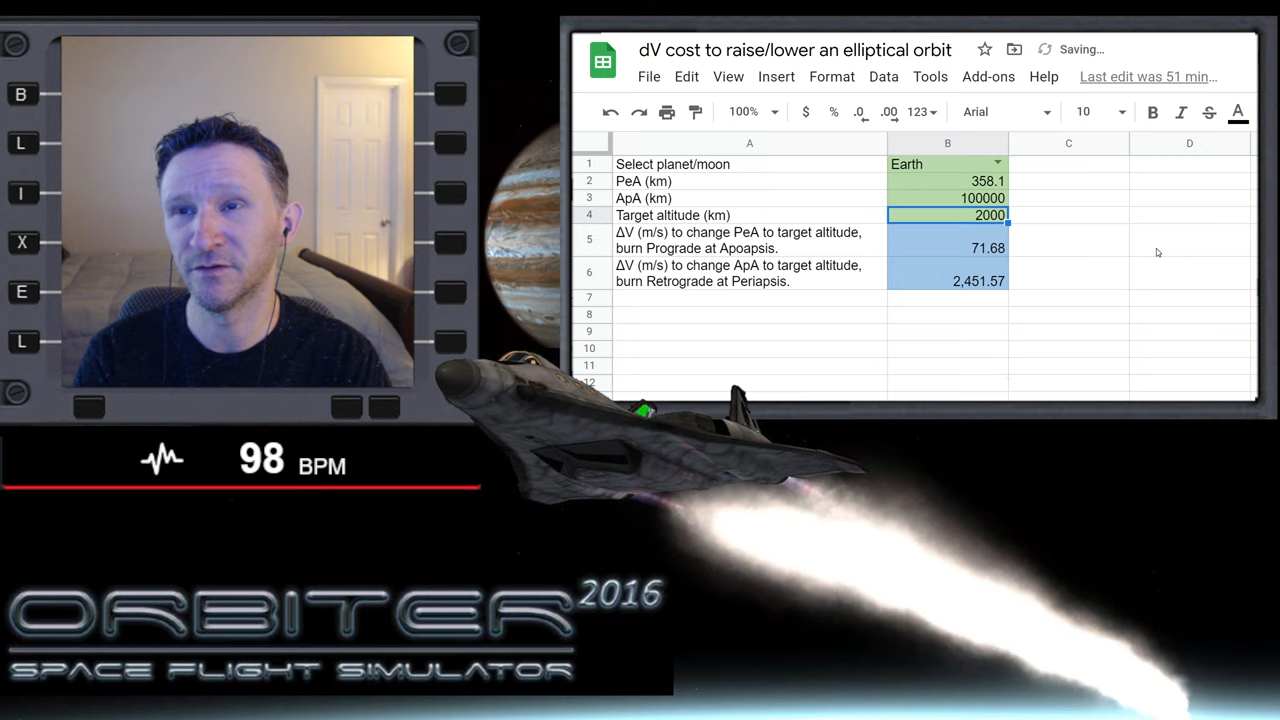 B
L
I
X
E
L
98 BPM
ORBITER 2016
SPACE FLIGHT SIMULATOR
dV cost to raise/lower an elliptical orbit Saving…
File Edit View Insert Format Data Tools Add-ons Help Last edit was 51 min…
100% $ % .0 .00 123 Arial 10 B I S A
A B C D
1 Select planet/moon Earth
2 PeA (km) 358.1
3 ApA (km) 100000
4 Target altitude (km) 2000
ΔV (m/s) to change PeA to target altitude,
5 burn Prograde at Apoapsis. 71.68
ΔV (m/s) to change ApA to target altitude,
6 burn Retrograde at Periapsis. 2,451.57
7
8
9
10
11
12